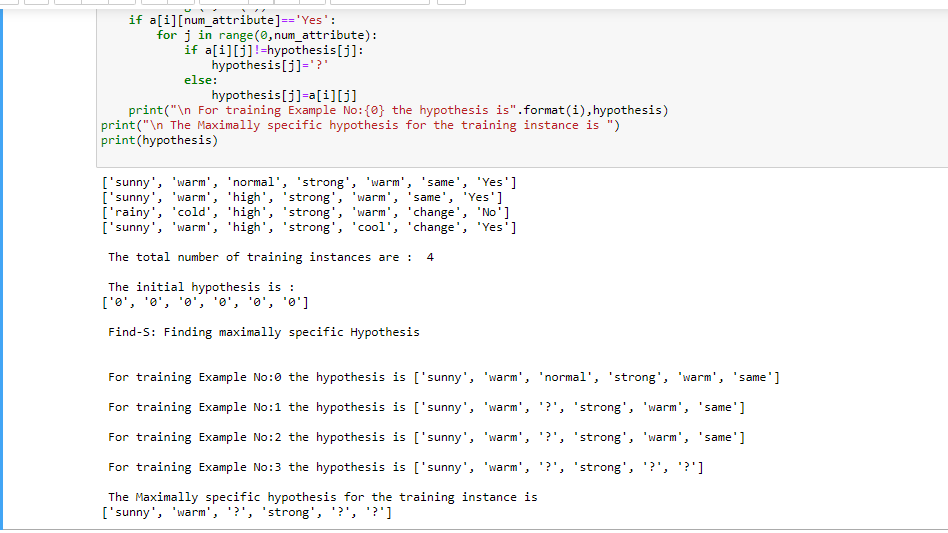 if a[i][num_attribute]=='Yes':
for j in range(0,num_attribute):
if a[i][j]!=hypothesis[j]:
hypothesis[j]='?'
else:
hypothesis[j]=a[i][j]
print("\n For training Example No:{0} the hypothesis is".format(i),hypothesis)
print("\n The Maximally specific hypothesis for the training instance is ")
print(hypothesis)
['sunny', 'warm', 'normal', 'strong', 'warm', 'same', 'Yes']
['sunny', 'warm', 'high', 'strong', 'warm', 'same', 'Yes']
['rainy', 'cold', 'high', 'strong', 'warm', 'change', 'No']
['sunny', 'warm', 'high', 'strong', 'cool', 'change', 'Yes']
The total number of training instances are : 4
The initial hypothesis is :
['0', '0', '0', '0', '0', '0']
Find-S: Finding maximally specific Hypothesis
For training Example No:0 the hypothesis is ['sunny', 'warm', 'normal', 'strong', 'warm', 'same']
For training Example No:1 the hypothesis is ['sunny', 'warm', '?', 'strong', 'warm', 'same']
For training Example No:2 the hypothesis is ['sunny', 'warm', '?', 'strong', 'warm', 'same']
For training Example No:3 the hypothesis is ['sunny', 'warm', '?', 'strong', '?', '?']
The Maximally specific hypothesis for the training instance is
['sunny', 'warm', '?', 'strong', '?', '?']